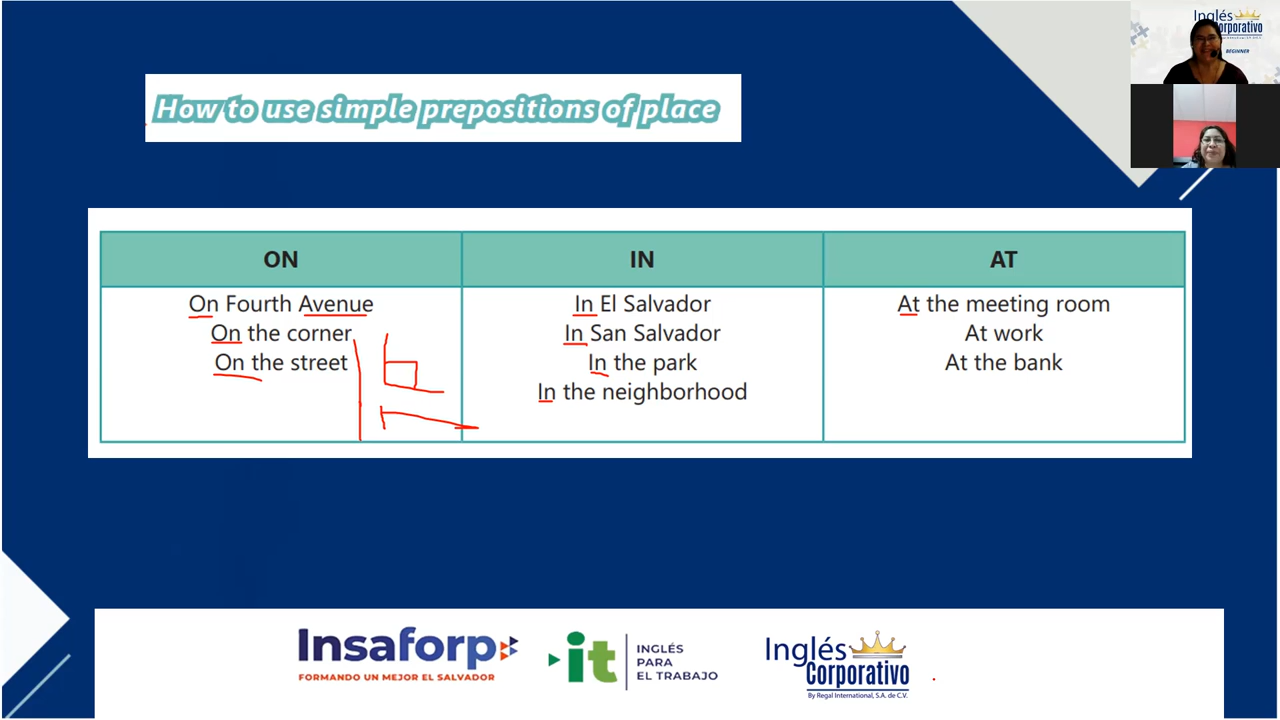 Inglés
Corporativo
BEGINNER
How to use simple prepositions of place
ON
IN
AT
On Fourth Avenue
On the corner
On the street
In El Salvador
In San Salvador
In the park
In the neighborhood
At the meeting room
At work
At the bank
Insaforp
FORMANDO UN MEJOR EL SALVADOR
it
INGLÉS
PARA
EL TRABAJO
Inglés
Corporativo
By Regal International, S.A. de C.V.